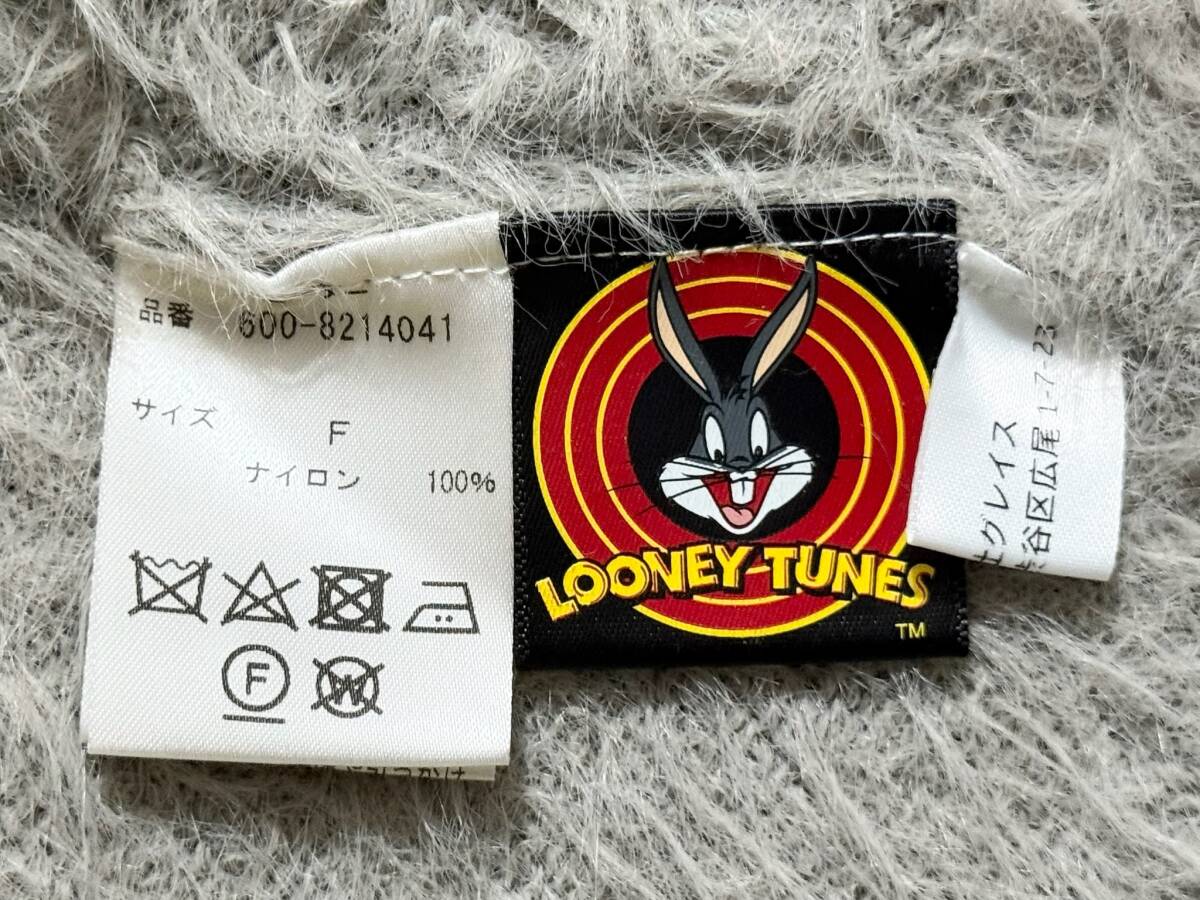 品番 600-8214041
サイズ
F
ナイロン 100%
F
W
LOONEY TUNES
TM
グレイス
谷区広尾 1-7-23